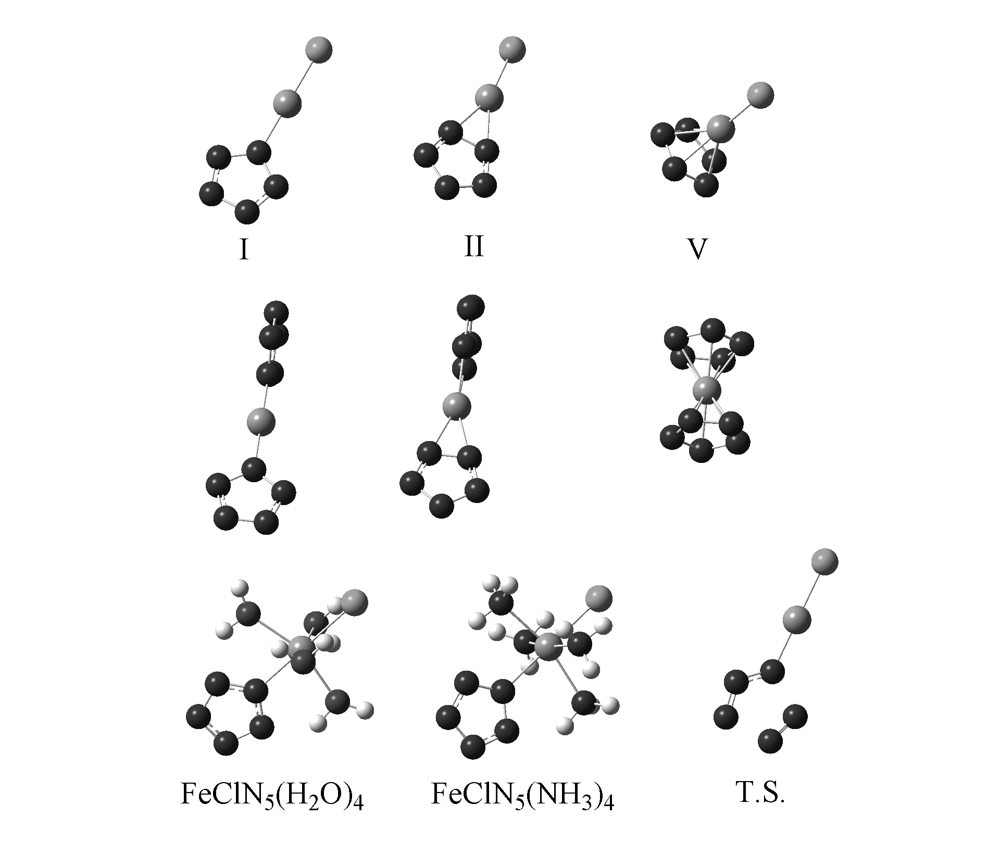 I
II
V
FeClN₅(H₂O)₄
FeClN₅(NH₃)₄
T.S.